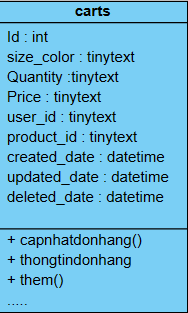 carts
Id : int
size_color : tinytext
Quantity :tinytext
Price : tinytext
user_id : tinytext
product_id : tinytext
created_date : datetime
updated_date : datetime
deleted_date : datetime
+ capnhatdonhang()
+ thongtindonhang
+ them()
.....